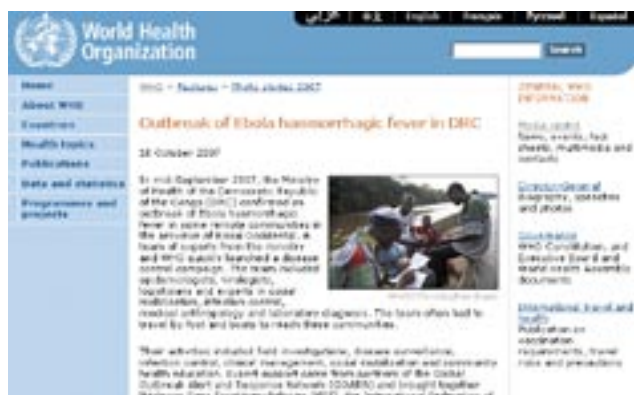 عربي 中文 English Français Русский Español
World Health
Organization
Search
Home
About WHO
Countries
Health topics
Publications
Data and statistics
Programmes and
projects
WHO > Features > Ebola stories 2007
Outbreak of Ebola haemorrhagic fever in DRC
18 October 2007
In mid-September 2007, the Ministry
of Health of the Democratic Republic
of the Congo (DRC) confirmed an
outbreak of Ebola haemorrhagic
fever in some remote communities in
the province of Kasai Occidental. A
team of experts from the ministry
and WHO quickly launched a disease
control campaign. The team included
epidemiologists, virologists,
logisticians and experts in social
mobilization, infection control,
medical anthropology and laboratory diagnosis. The team often had to
travel by foot and boats to reach these communities.
Their activities included field investigations, disease surveillance,
infection control, clinical management, social mobilization and community
health education. Expert support came from partners of the Global
Outbreak Alert and Response Network (GOARN) and brought together
GENERAL WHO
INFORMATION
Media centre
News, events, fact
sheets, multimedia and
contacts
Director-General
Biography, speeches
and photos
Governance
WHO Constitution, and
Executive Board and
World Health Assembly
documents
International travel and
health
Publication on
vaccination
requirements, travel
risks and precautions